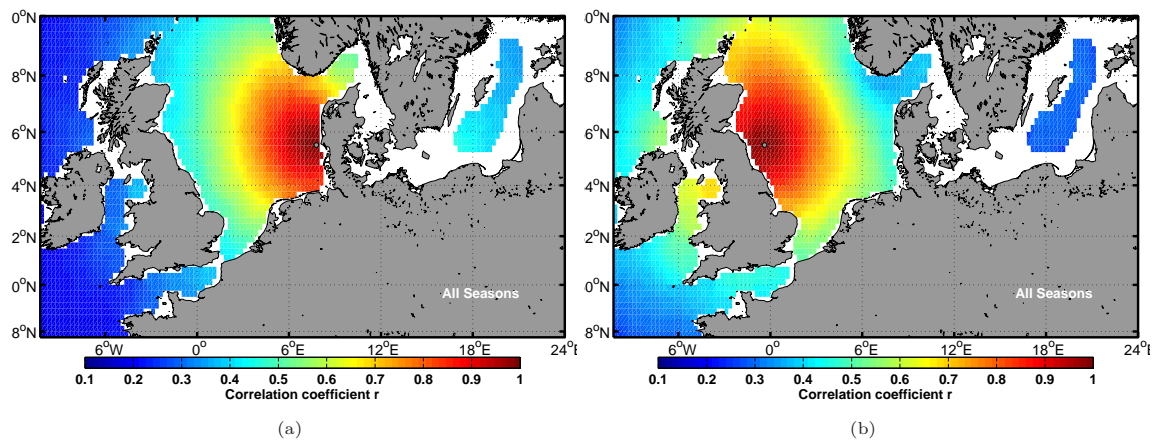 0°N
8°N
6°N
4°N
2°N
0°N
8°N
6°W 0° 6°E 12°E 18°E 24°E
All Seasons
0.1 0.2 0.3 0.4 0.5 0.6 0.7 0.8 0.9 1
Correlation coefficient r
(a)
0°N
8°N
6°N
4°N
2°N
0°N
8°N
6°W 0° 6°E 12°E 18°E 24°E
All Seasons
0.1 0.2 0.3 0.4 0.5 0.6 0.7 0.8 0.9 1
Correlation coefficient r
(b)